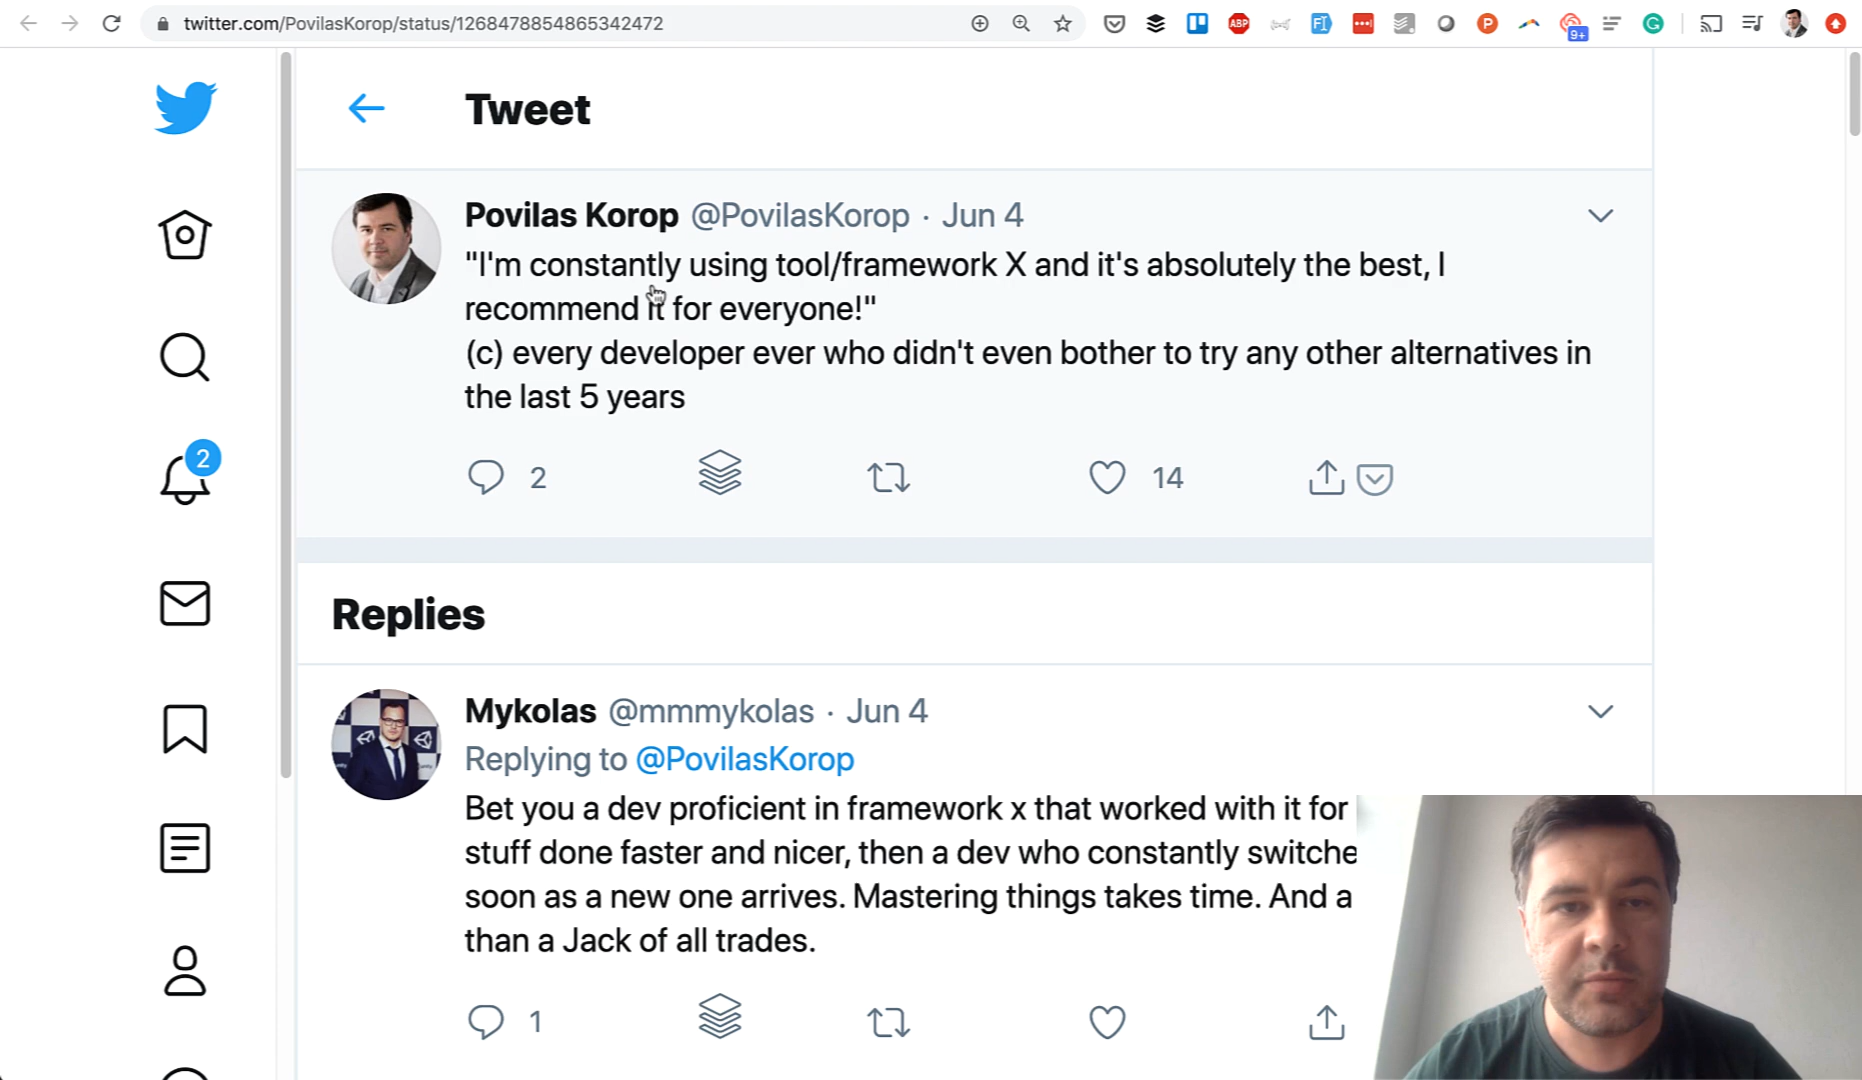 twitter.com/PovilasKorop/status/1268478854865342472
ABP
FI
P
9+
G
Tweet
Povilas Korop @PovilasKorop · Jun 4
"I'm constantly using tool/framework X and it's absolutely the best, I
recommend it for everyone!"
(c) every developer ever who didn't even bother to try any other alternatives in
the last 5 years
2
14
2
Replies
Mykolas @mmmykolas · Jun 4
Replying to @PovilasKorop
Bet you a dev proficient in framework x that worked with it for
stuff done faster and nicer, then a dev who constantly switche
soon as a new one arrives. Mastering things takes time. And a
than a Jack of all trades.
1